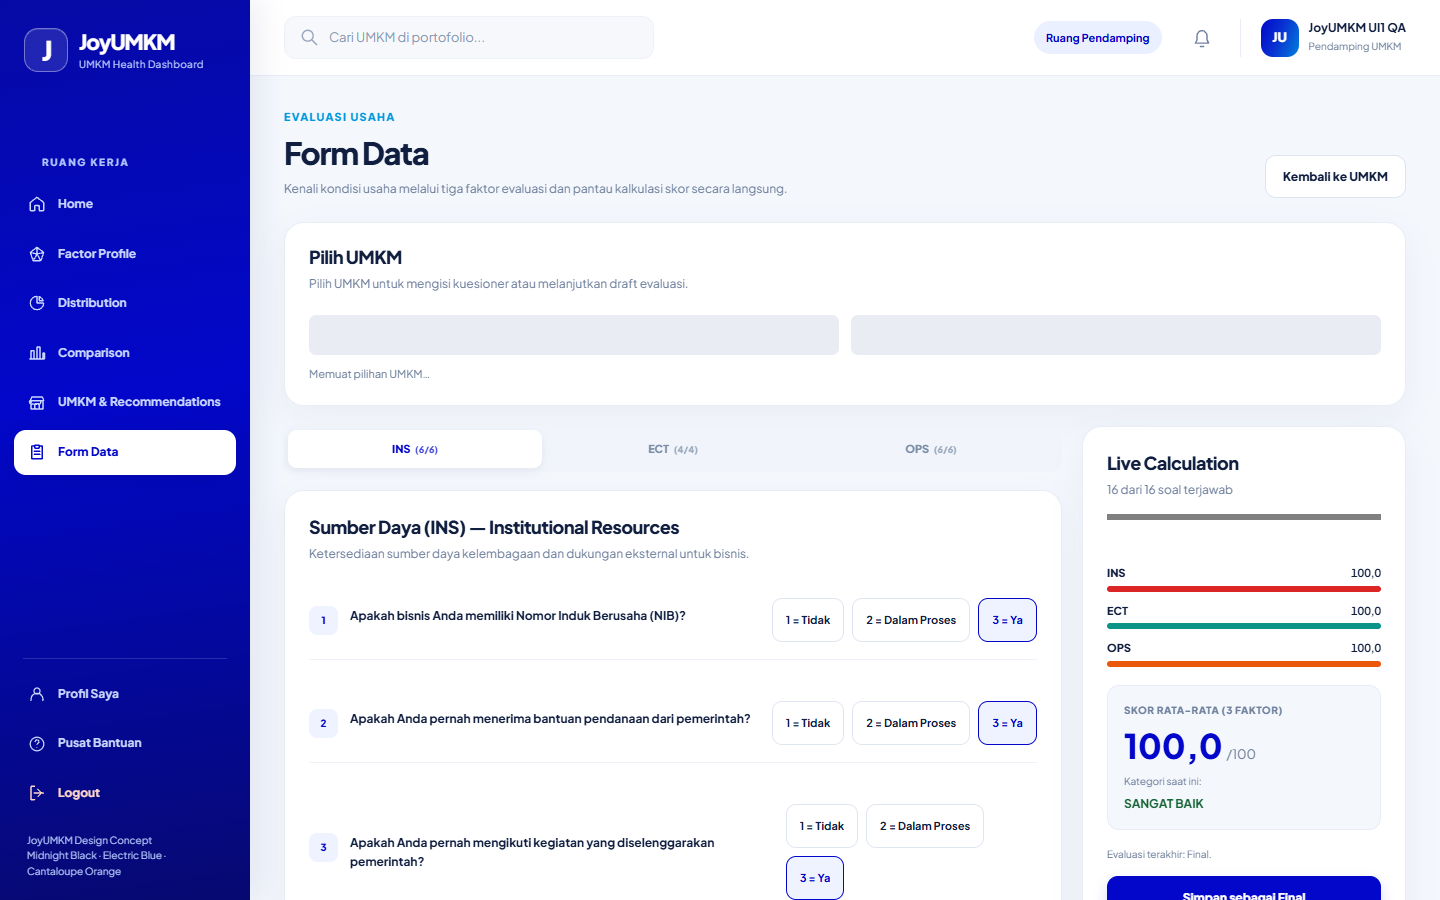 J
JoyUMKM
UMKM Health Dashboard
RUANG KERJA
Home
Factor Profile
Distribution
Comparison
UMKM & Recommendations
Form Data
Profil Saya
Pusat Bantuan
Logout
JoyUMKM Design Concept
Midnight Black · Electric Blue ·
Cantaloupe Orange
Cari UMKM di portofolio...
Ruang Pendamping
JU
JoyUMKM UI1 QA
Pendamping UMKM
EVALUASI USAHA
Form Data
Kenali kondisi usaha melalui tiga faktor evaluasi dan pantau kalkulasi skor secara langsung.
Kembali ke UMKM
Pilih UMKM
Pilih UMKM untuk mengisi kuesioner atau melanjutkan draft evaluasi.
Memuat pilihan UMKM...
INS (6/6)
ECT (4/4)
OPS (6/6)
Sumber Daya (INS) — Institutional Resources
Ketersediaan sumber daya kelembagaan dan dukungan eksternal untuk bisnis.
1
Apakah bisnis Anda memiliki Nomor Induk Berusaha (NIB)?
1 = Tidak
2 = Dalam Proses
3 = Ya
2
Apakah Anda pernah menerima bantuan pendanaan dari pemerintah?
1 = Tidak
2 = Dalam Proses
3 = Ya
3
Apakah Anda pernah mengikuti kegiatan yang diselenggarakan
pemerintah?
1 = Tidak
2 = Dalam Proses
3 = Ya
Live Calculation
16 dari 16 soal terjawab
INS 100,0
ECT 100,0
OPS 100,0
SKOR RATA-RATA (3 FAKTOR)
100,0 /100
Kategori saat ini:
SANGAT BAIK
Evaluasi terakhir: Final.
Simpan sebagai Final